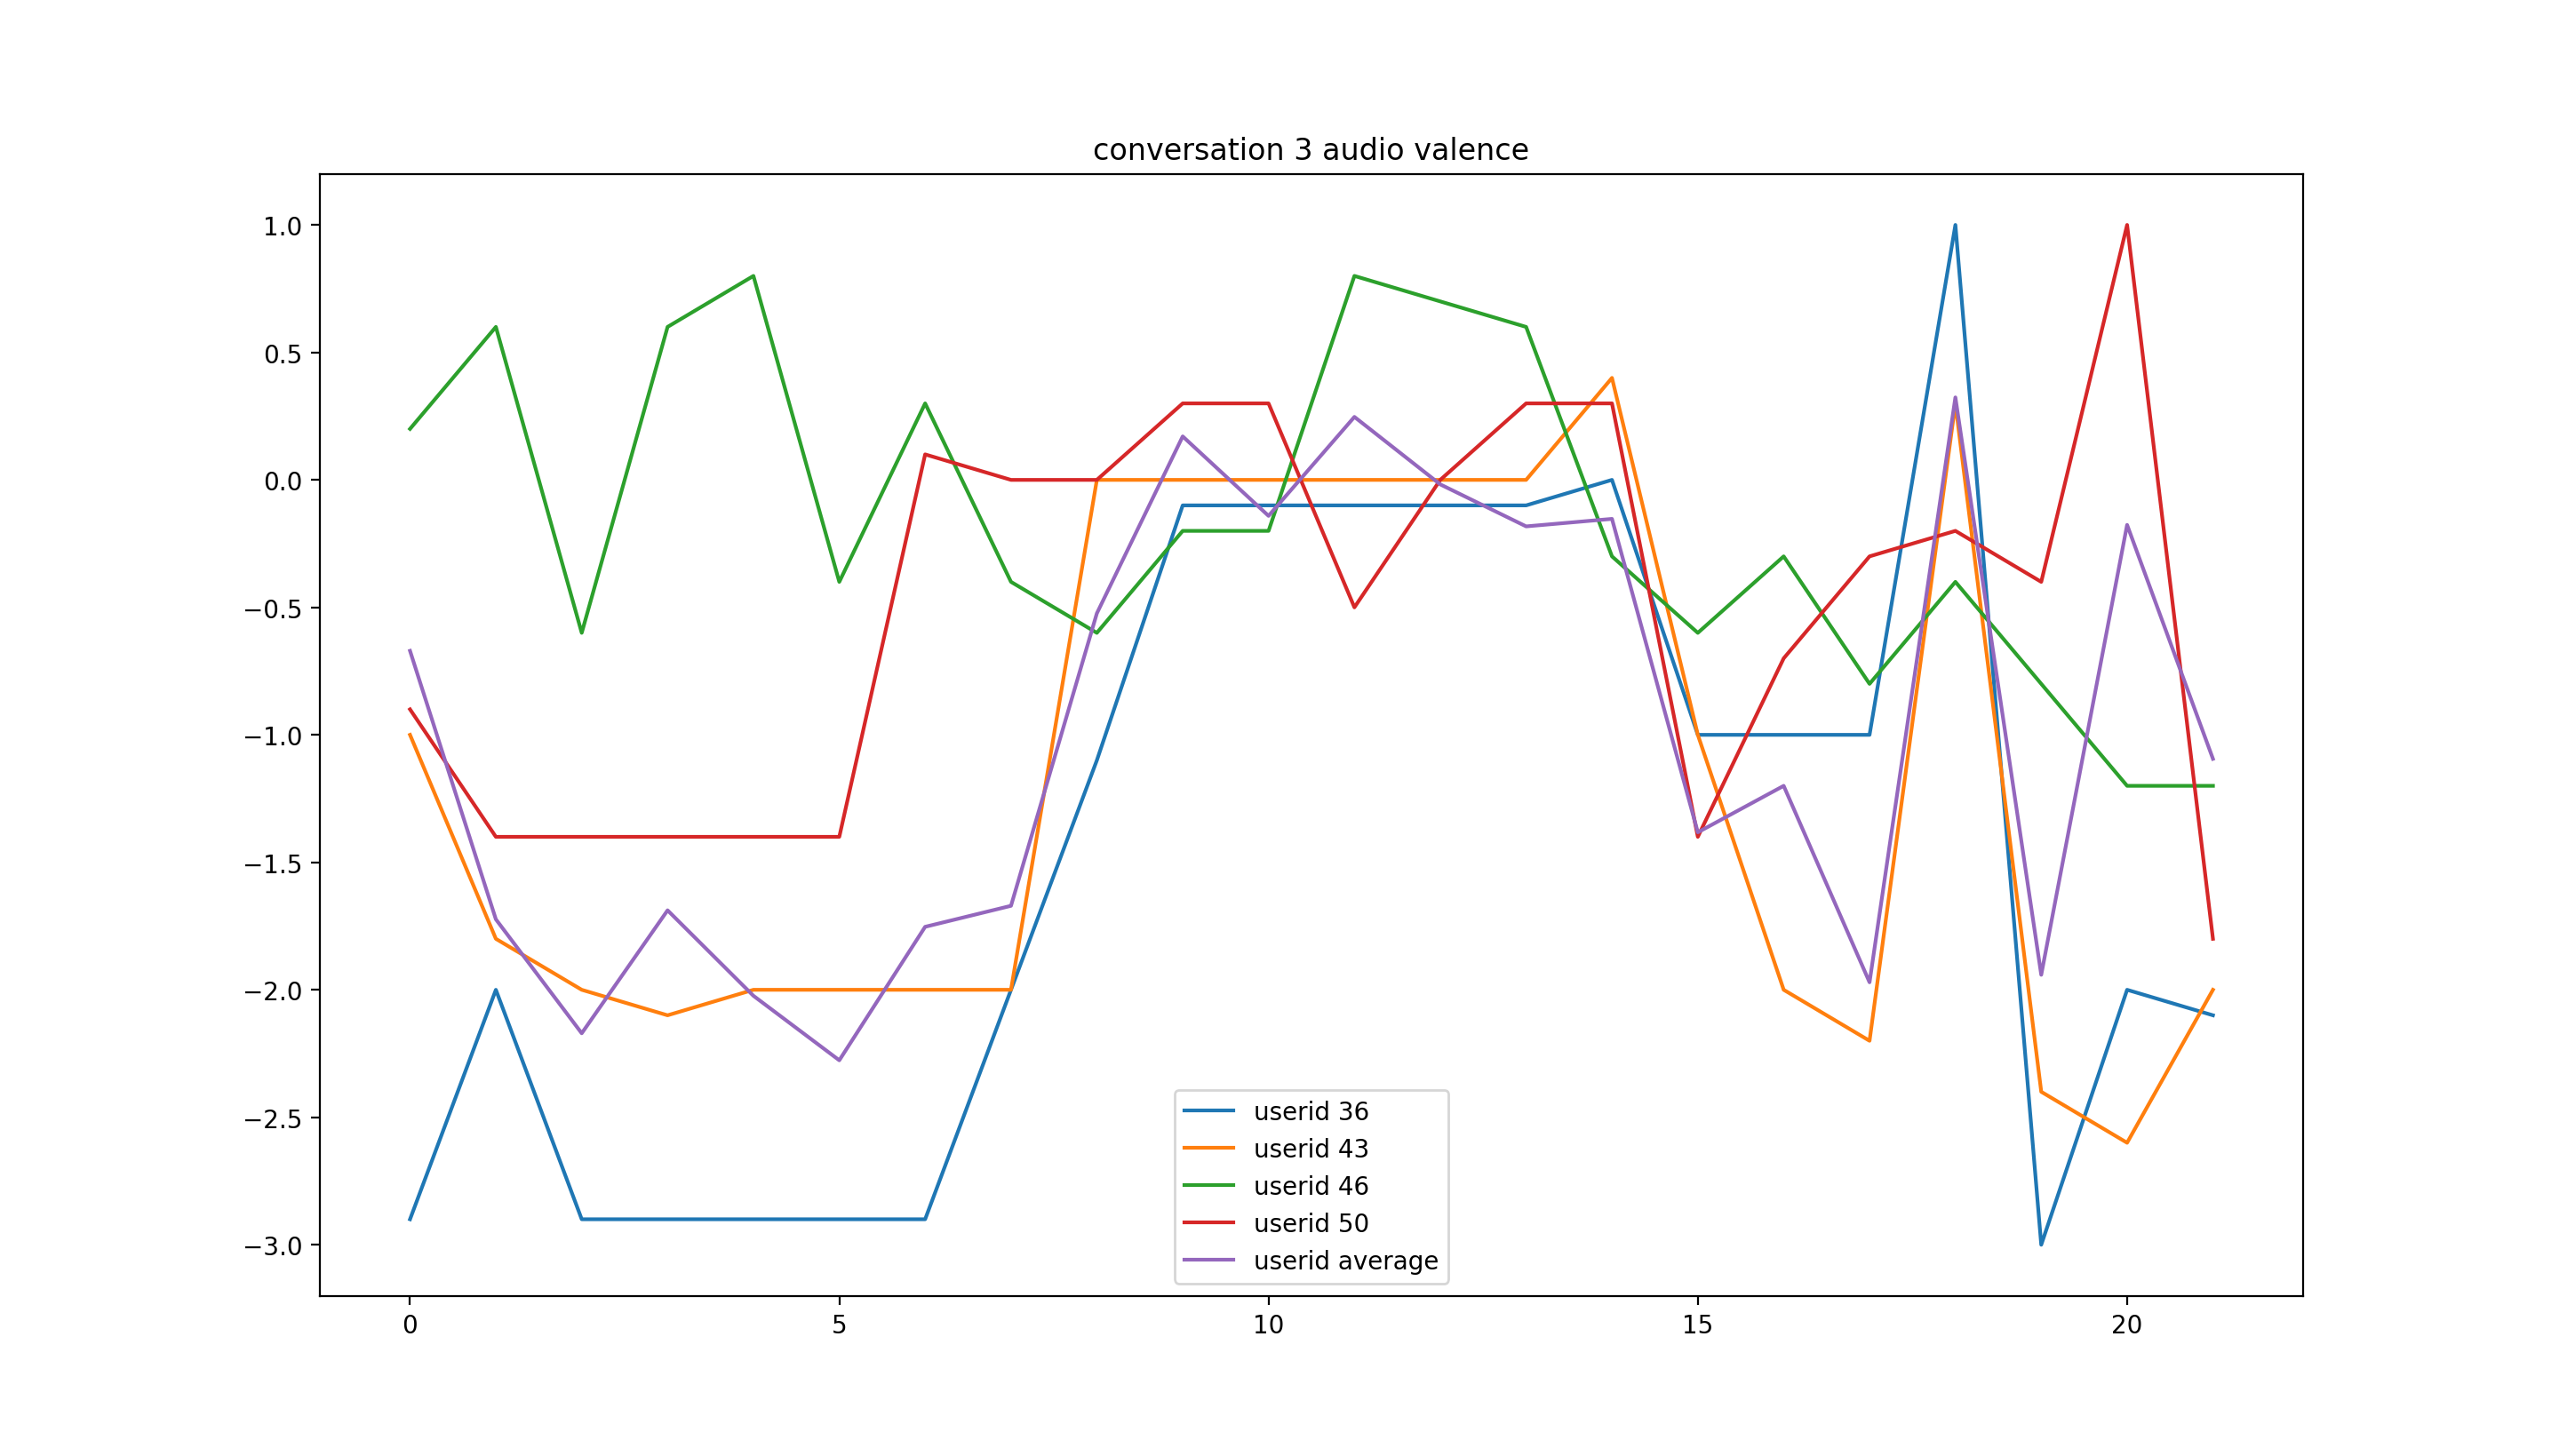 conversation 3 audio valence
1.0
0.5
0.0
−0.5
−1.0
−1.5
−2.0
−2.5
−3.0
userid 36
userid 43
userid 46
userid 50
userid average
0 5 10 15 20